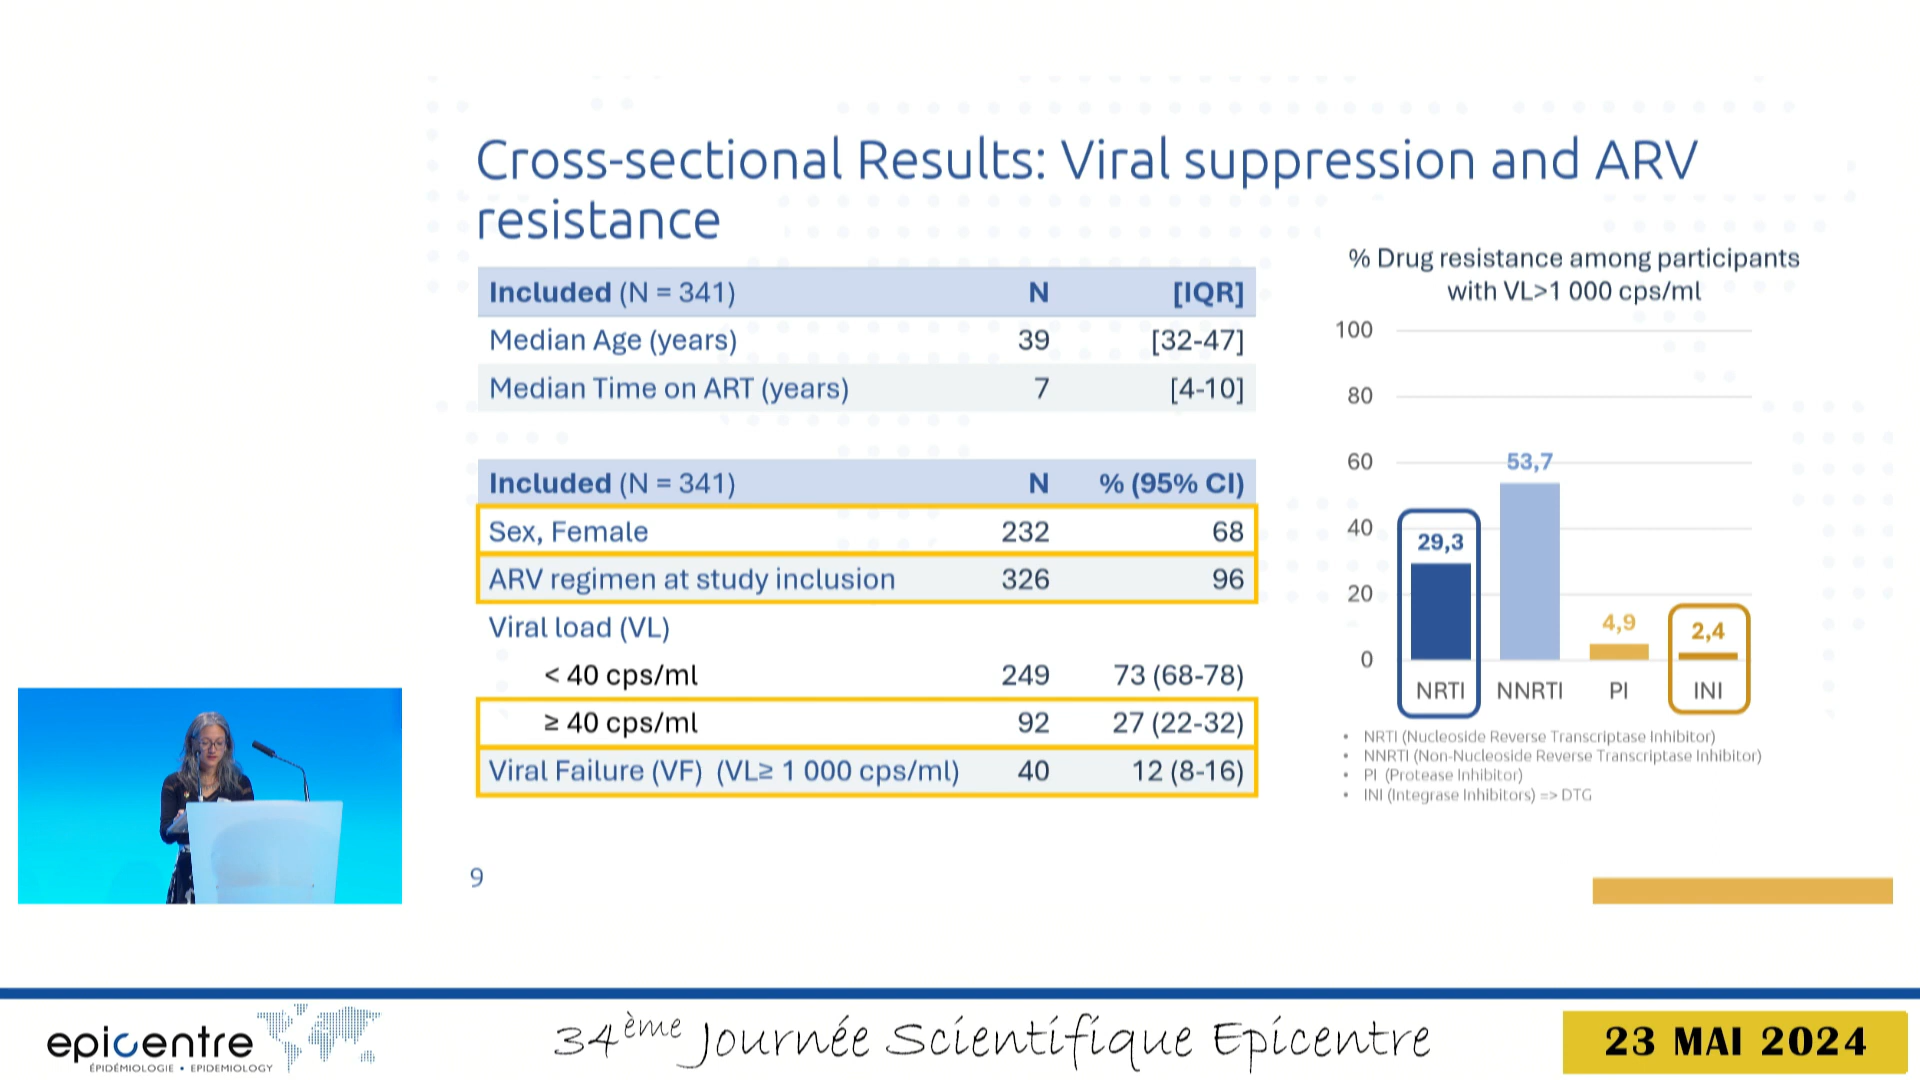 Cross-sectional Results: Viral suppression and ARV
resistance
Included (N = 341) N [IQR]
Median Age (years) 39 [32-47]
Median Time on ART (years) 7 [4-10]
Included (N = 341) N % (95% CI)
Sex, Female 232 68
ARV regimen at study inclusion 326 96
Viral load (VL)
< 40 cps/ml 249 73 (68-78)
≥ 40 cps/ml 92 27 (22-32)
Viral Failure (VF) (VL≥ 1 000 cps/ml) 40 12 (8-16)
% Drug resistance among participants
with VL>1 000 cps/ml
100
80
60
40
20
0
29,3
53,7
4,9
2,4
NRTI NNRTI PI INI
• NRTI (Nucleoside Reverse Transcriptase Inhibitor)
• NNRTI (Non-Nucleoside Reverse Transcriptase Inhibitor)
• PI (Protease Inhibitor)
• INI (Integrase Inhibitors) => DTG
9
epicentre
ÉPIDÉMIOLOGIE • EPIDEMIOLOGY
34ème Journée Scientifique Epicentre
23 MAI 2024